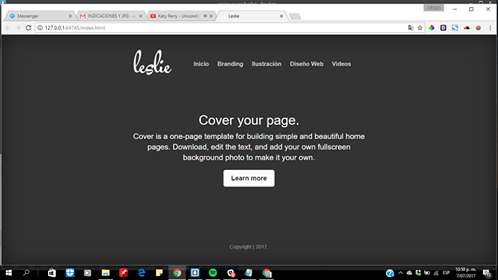 Messenger
INDICACIONES Y JPG -
Katy Perry - Uncondi
Leslie
127.0.0.1:64745/index.html
leslie
Inicio Branding Ilustración Diseño Web Videos
Cover your page.
Cover is a one-page template for building simple and beautiful home
pages. Download, edit the text, and add your own fullscreen
background photo to make it your own.
Learn more
Copyright | 2017.
ESP
10:58 p. m.
7/07/2017